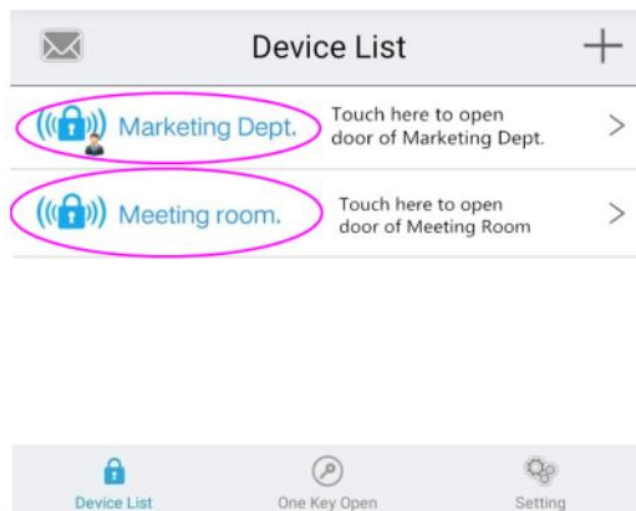 Device List
Marketing Dept.
Touch here to open
door of Marketing Dept.
Meeting room.
Touch here to open
door of Meeting Room
Device List
One Key Open
Setting